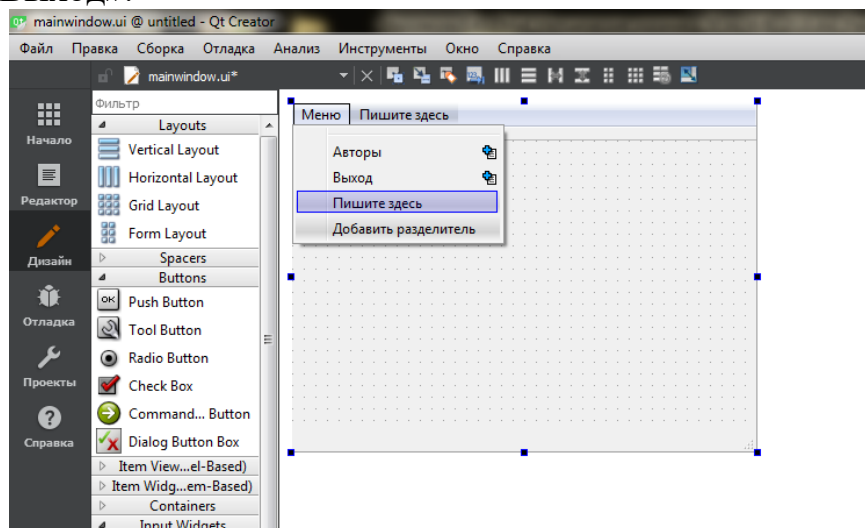 mainwindow.ui @ untitled - Qt Creator
Файл Правка Сборка Отладка Анализ Инструменты Окно Справка
mainwindow.ui*
Начало
Редактор
Дизайн
Отладка
Проекты
Справка
Фильтр
Layouts
Vertical Layout
Horizontal Layout
Grid Layout
Form Layout
Spacers
Buttons
OK Push Button
Tool Button
Radio Button
Check Box
Command... Button
Dialog Button Box
Item View...el-Based)
Item Widg...em-Based)
Containers
Input Widgets
Меню Пишите здесь
Авторы
Выход
Пишите здесь
Добавить разделитель